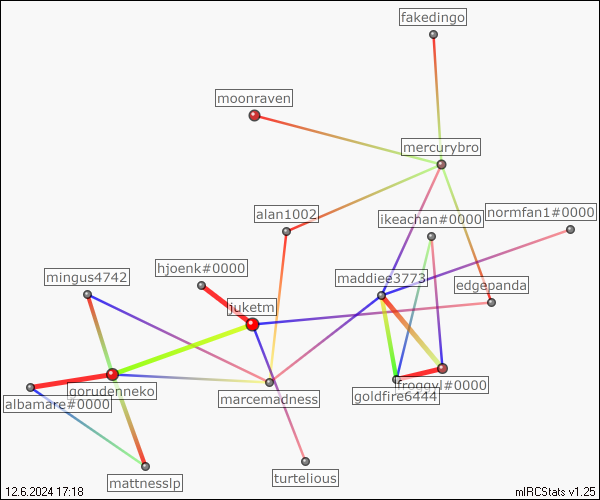 fakedingo
moonraven
mercurybro
alan1002
ikeachan#0000
normfan1#0000
hjoenk#0000
mingus4742
maddiee3773
edgepanda
juketm
froggyl#0000
gorudenneko
albamare#0000
goldfire6444
marcemadness
mattnesslp
turtelious
12.6.2024 17:18
mIRCStats v1.25